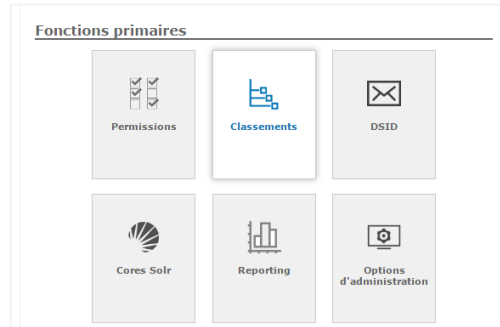 Fonctions primaires
Permissions
Classements
DSID
Cores Solr
Reporting
Options
d'administration